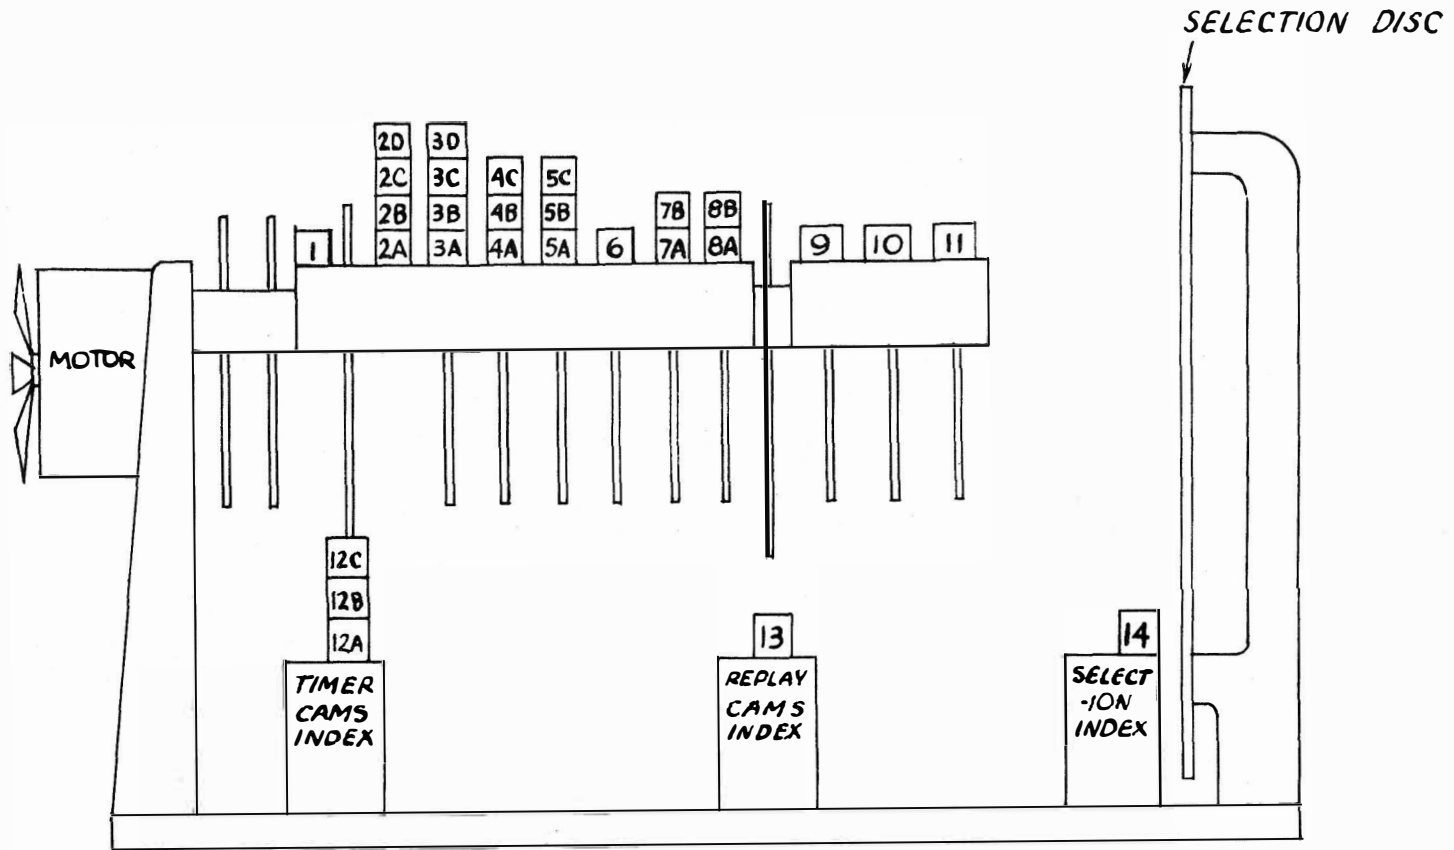 SELECTION DISC
2D 3D
2C 3C 4C 5C
2B 3B 4B 5B 7B 8B
1 2A 3A 4A 5A 6 7A 8A 9 10 11
MOTOR
12C
12B
12A 13 14
TIMER
CAMS
INDEX
REPLAY
CAMS
INDEX
SELECT
-ION
INDEX